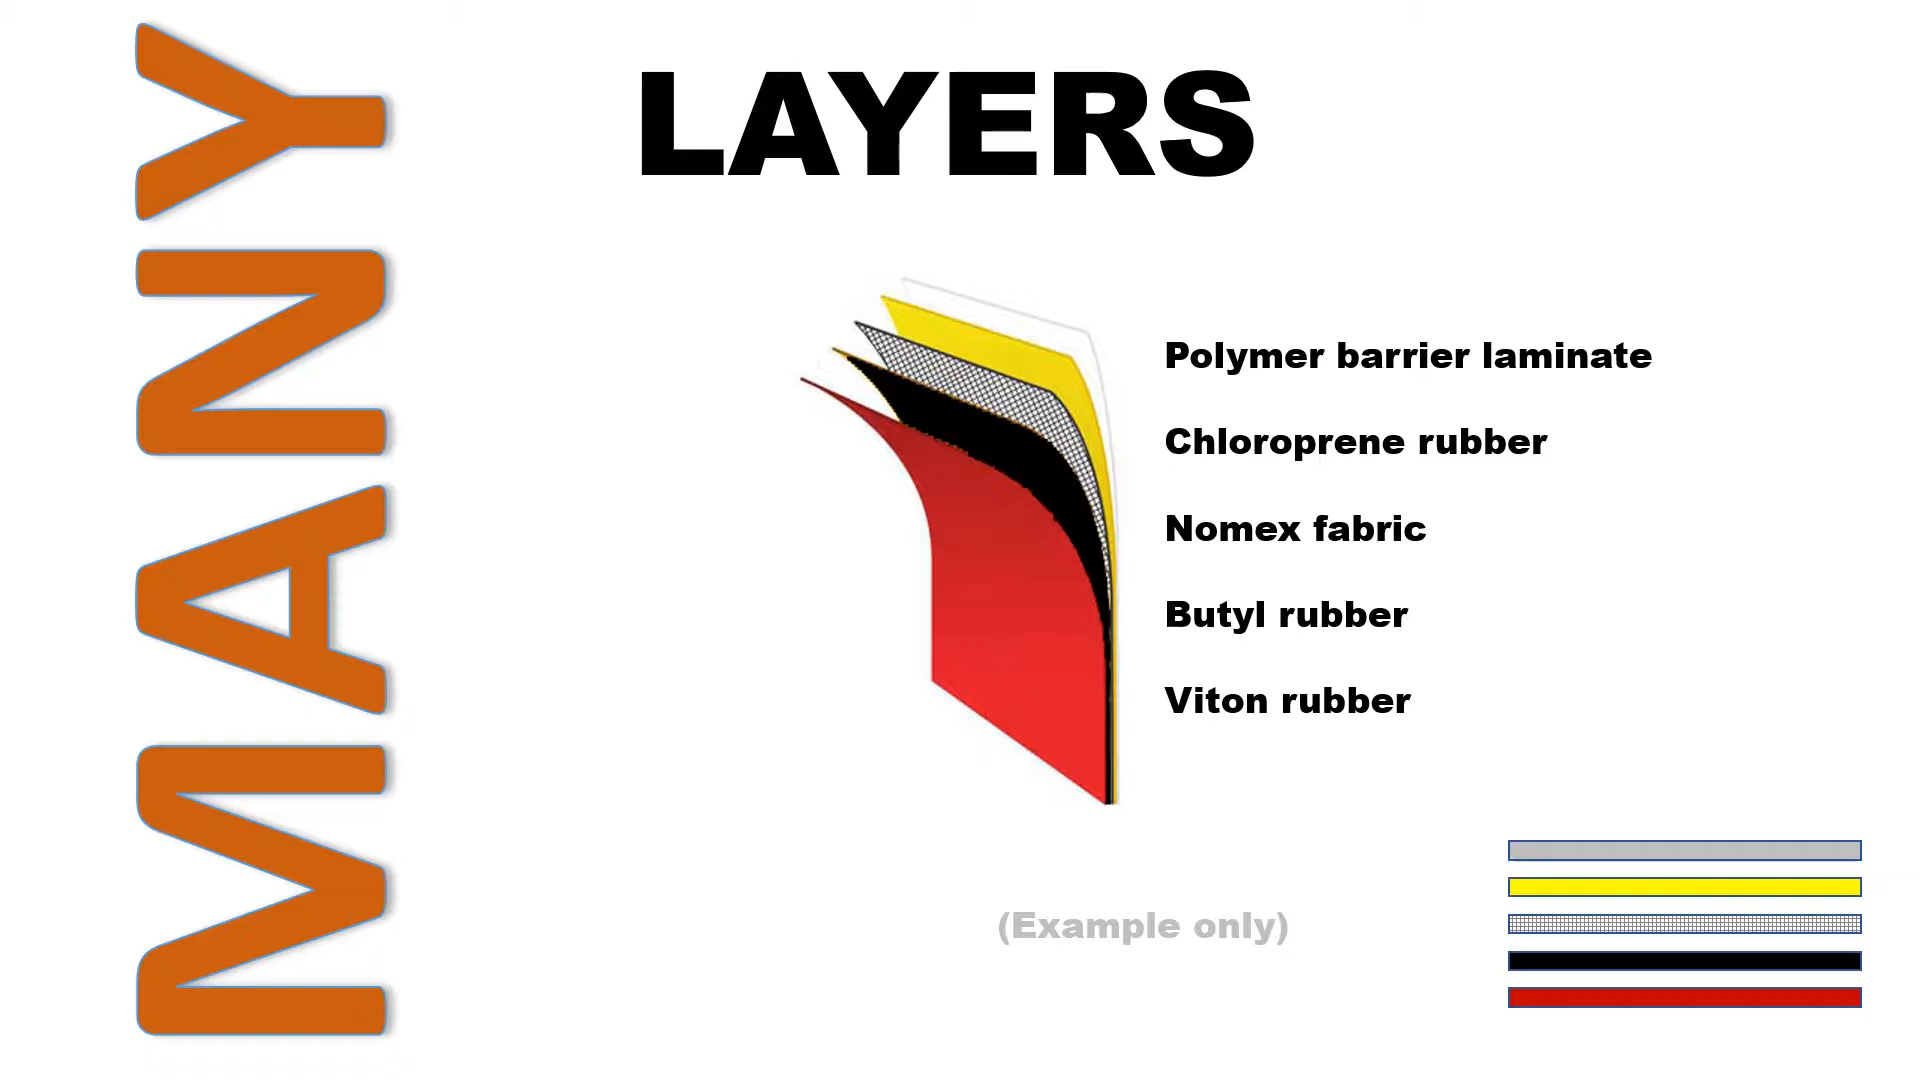 MANY
LAYERS
Polymer barrier laminate
Chloroprene rubber
Nomex fabric
Butyl rubber
Viton rubber
(Example only)